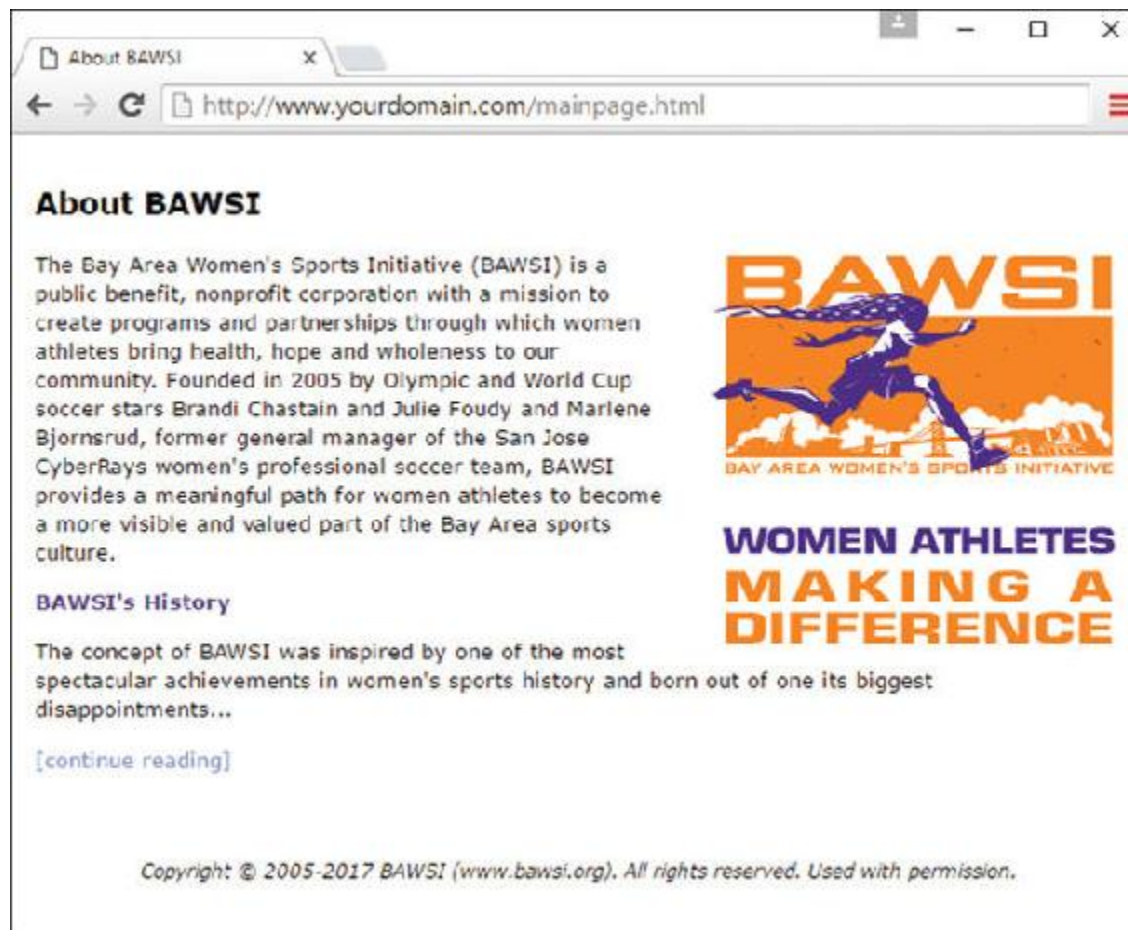 About BAWSI
http://www.yourdomain.com/mainpage.html
About BAWSI
The Bay Area Women's Sports Initiative (BAWSI) is a
public benefit, nonprofit corporation with a mission to
create programs and partnerships through which women
athletes bring health, hope and wholeness to our
community. Founded in 2005 by Olympic and World Cup
soccer stars Brandi Chastain and Julie Foudy and Marlene
Bjornsrud, former general manager of the San Jose
CyberRays women's professional soccer team, BAWSI
provides a meaningful path for women athletes to become
a more visible and valued part of the Bay Area sports
culture.
BAWSI
BAY AREA WOMEN'S SPORTS INITIATIVE
WOMEN ATHLETES
MAKING A
DIFFERENCE
BAWSI's History
The concept of BAWSI was inspired by one of the most
spectacular achievements in women's sports history and born out of one its biggest
disappointments...
[continue reading]
Copyright © 2005-2017 BAWSI (www.bawsi.org). All rights reserved. Used with permission.